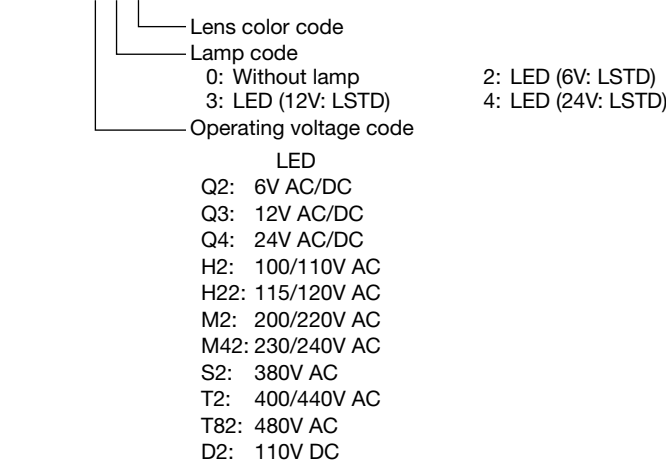 Lens color code
Lamp code
0: Without lamp 2: LED (6V: LSTD)
3: LED (12V: LSTD) 4: LED (24V: LSTD)
Operating voltage code
LED
Q2: 6V AC/DC
Q3: 12V AC/DC
Q4: 24V AC/DC
H2: 100/110V AC
H22: 115/120V AC
M2: 200/220V AC
M42: 230/240V AC
S2: 380V AC
T2: 400/440V AC
T82: 480V AC
D2: 110V DC